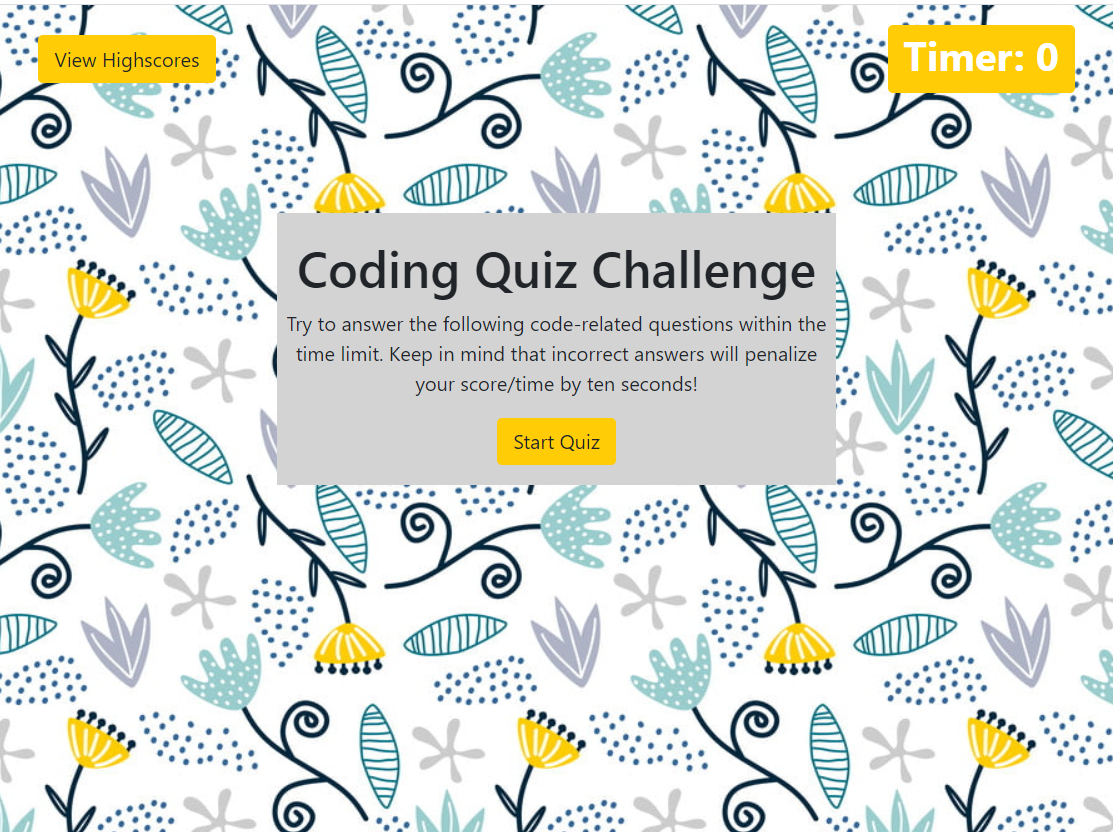 View Highscores
Timer: 0
Coding Quiz Challenge
Try to answer the following code-related questions within the
time limit. Keep in mind that incorrect answers will penalize
your score/time by ten seconds!
Start Quiz